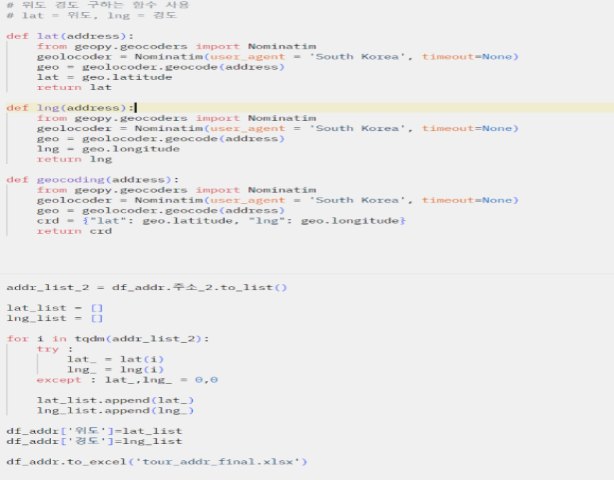 # 위도 경도 구하는 함수 사용
# lat = 위도, lng = 경도
def lat(address):
from geopy.geocoders import Nominatim
geolocoder = Nominatim(user_agent = 'South Korea', timeout=None)
geo = geolocoder.geocode(address)
lat = geo.latitude
return lat
def lng(address):
from geopy.geocoders import Nominatim
geolocoder = Nominatim(user_agent = 'South Korea', timeout=None)
geo = geolocoder.geocode(address)
lng = geo.longitude
return lng
def geocoding(address):
from geopy.geocoders import Nominatim
geolocoder = Nominatim(user_agent = 'South Korea', timeout=None)
geo = geolocoder.geocode(address)
crd = {"lat": geo.latitude, "lng": geo.longitude}
return crd
addr_list_2 = df_addr.주소_2.to_list()
lat_list = []
lng_list = []
for i in tqdm(addr_list_2):
try :
lat_ = lat(i)
lng_ = lng(i)
except : lat_,lng_ = 0,0
lat_list.append(lat_)
lng_list.append(lng_)
df_addr['위도']=lat_list
df_addr['경도']=lng_list
df_addr.to_excel('tour_addr_final.xlsx')